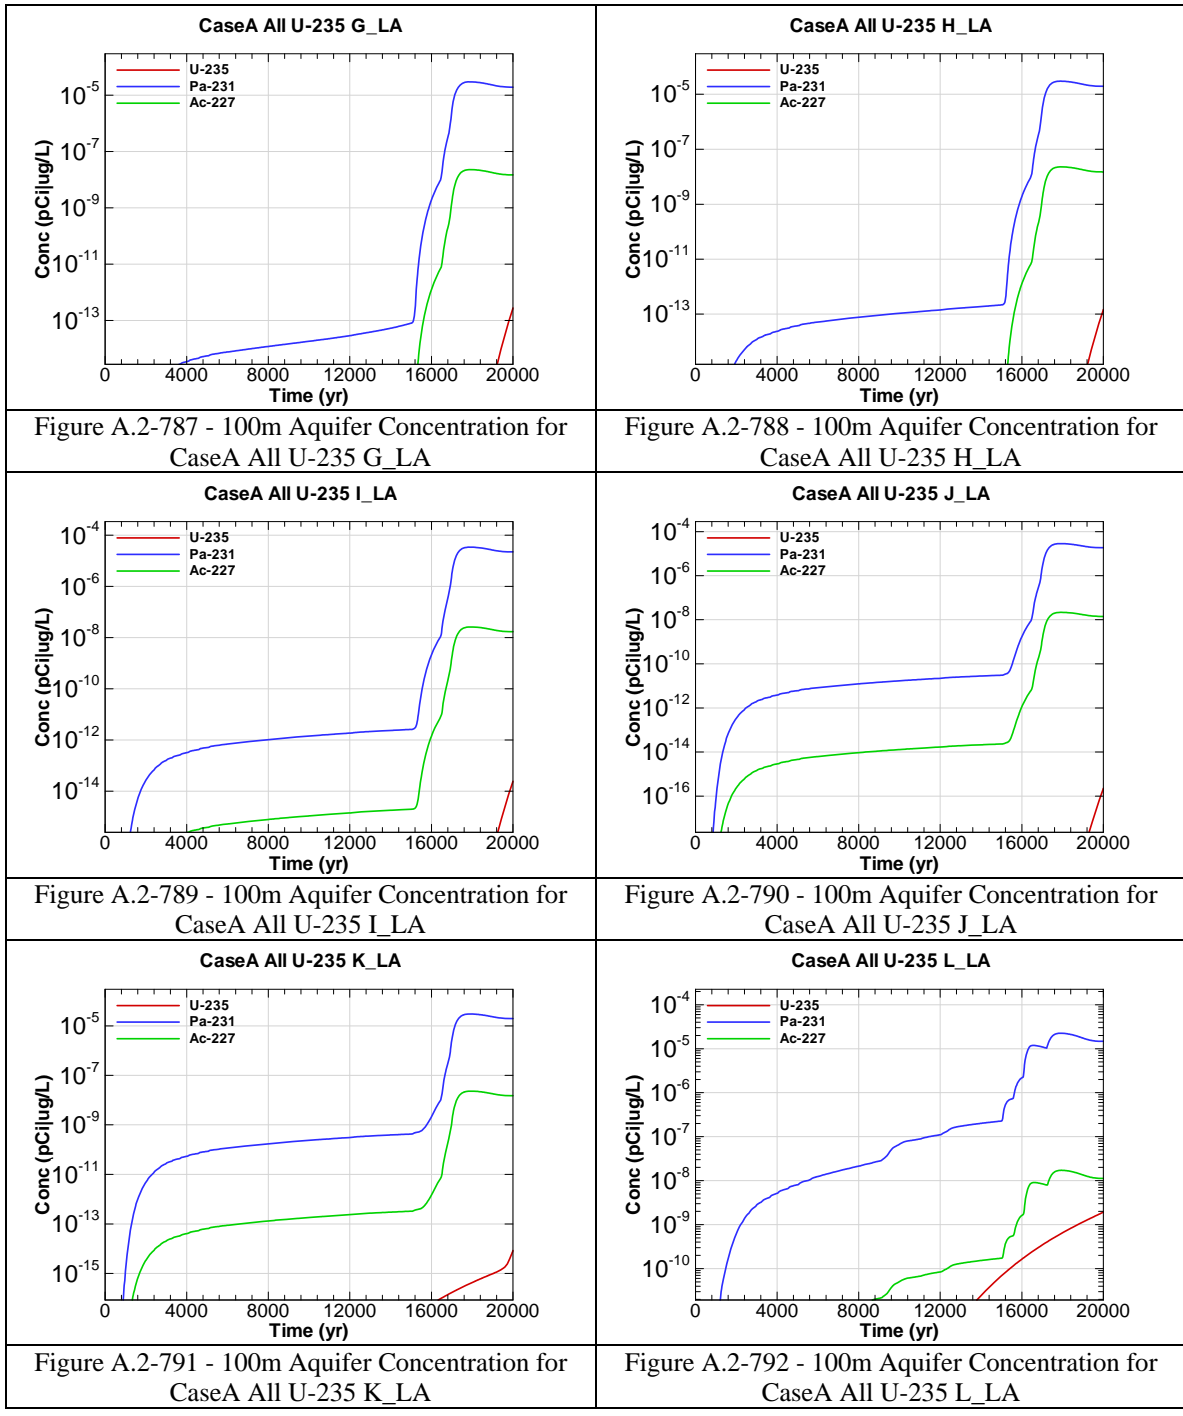 CaseA All U-235 G_LA
U-235
Pa-231
Ac-227
Conc (pCi|ug/L)
10-5
10-7
10-9
10-11
10-13
0 4000 8000 12000 16000 20000
Time (yr)
Figure A.2-787 - 100m Aquifer Concentration for
CaseA All U-235 G_LA
CaseA All U-235 H_LA
U-235
Pa-231
Ac-227
Conc (pCi|ug/L)
10-5
10-7
10-9
10-11
10-13
0 4000 8000 12000 16000 20000
Time (yr)
Figure A.2-788 - 100m Aquifer Concentration for
CaseA All U-235 H_LA
CaseA All U-235 I_LA
U-235
Pa-231
Ac-227
Conc (pCi|ug/L)
10-4
10-6
10-8
10-10
10-12
10-14
0 4000 8000 12000 16000 20000
Time (yr)
Figure A.2-789 - 100m Aquifer Concentration for
CaseA All U-235 I_LA
CaseA All U-235 J_LA
U-235
Pa-231
Ac-227
Conc (pCi|ug/L)
10-4
10-6
10-8
10-10
10-12
10-14
10-16
0 4000 8000 12000 16000 20000
Time (yr)
Figure A.2-790 - 100m Aquifer Concentration for
CaseA All U-235 J_LA
CaseA All U-235 K_LA
U-235
Pa-231
Ac-227
Conc (pCi|ug/L)
10-5
10-7
10-9
10-11
10-13
10-15
0 4000 8000 12000 16000 20000
Time (yr)
Figure A.2-791 - 100m Aquifer Concentration for
CaseA All U-235 K_LA
CaseA All U-235 L_LA
U-235
Pa-231
Ac-227
Conc (pCi|ug/L)
10-4
10-5
10-6
10-7
10-8
10-9
10-10
0 4000 8000 12000 16000 20000
Time (yr)
Figure A.2-792 - 100m Aquifer Concentration for
CaseA All U-235 L_LA